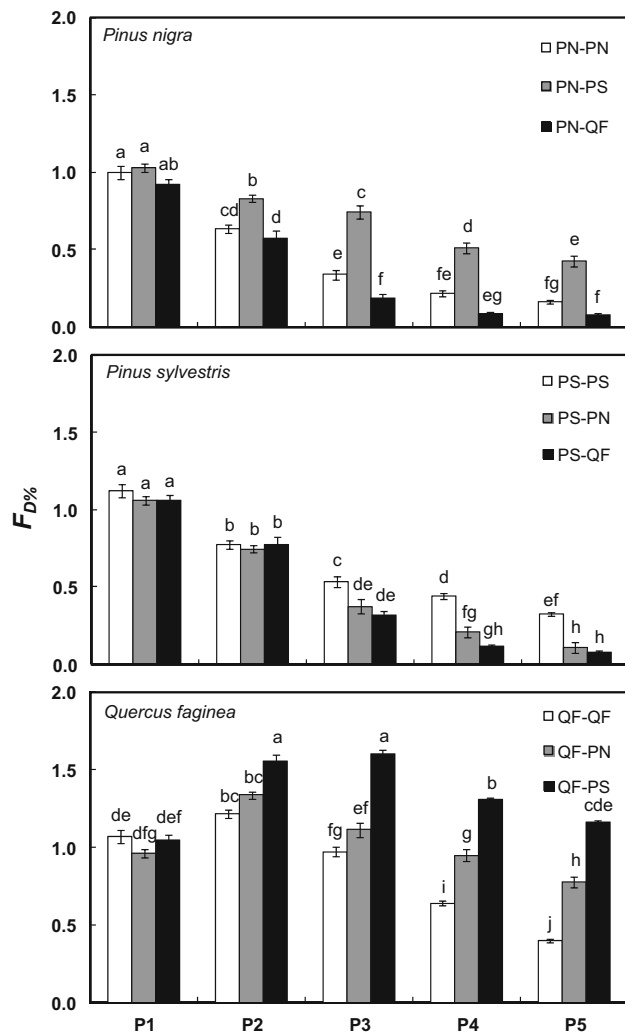 2.0
Pinus nigra
PN-PN
1.5
PN-PS
PN-QF
a a ab
1.0
b
c
cd d
d
0.5
e
e
f
fe
eg
fg
f
0.0
2.0
Pinus sylvestris
PS-PS
1.5
PS-PN
PS-QF
a a a
1.0
b b b
c
d
0.5
de de
ef
fg
gh
h h
0.0
F_D%
2.0
Quercus faginea
QF-QF
QF-PN
a
a
QF-PS
1.5
b
bc bc
cde
de dfg def
ef
fg
g
1.0
h
i
0.5
j
0.0
P1 P2 P3 P4 P5